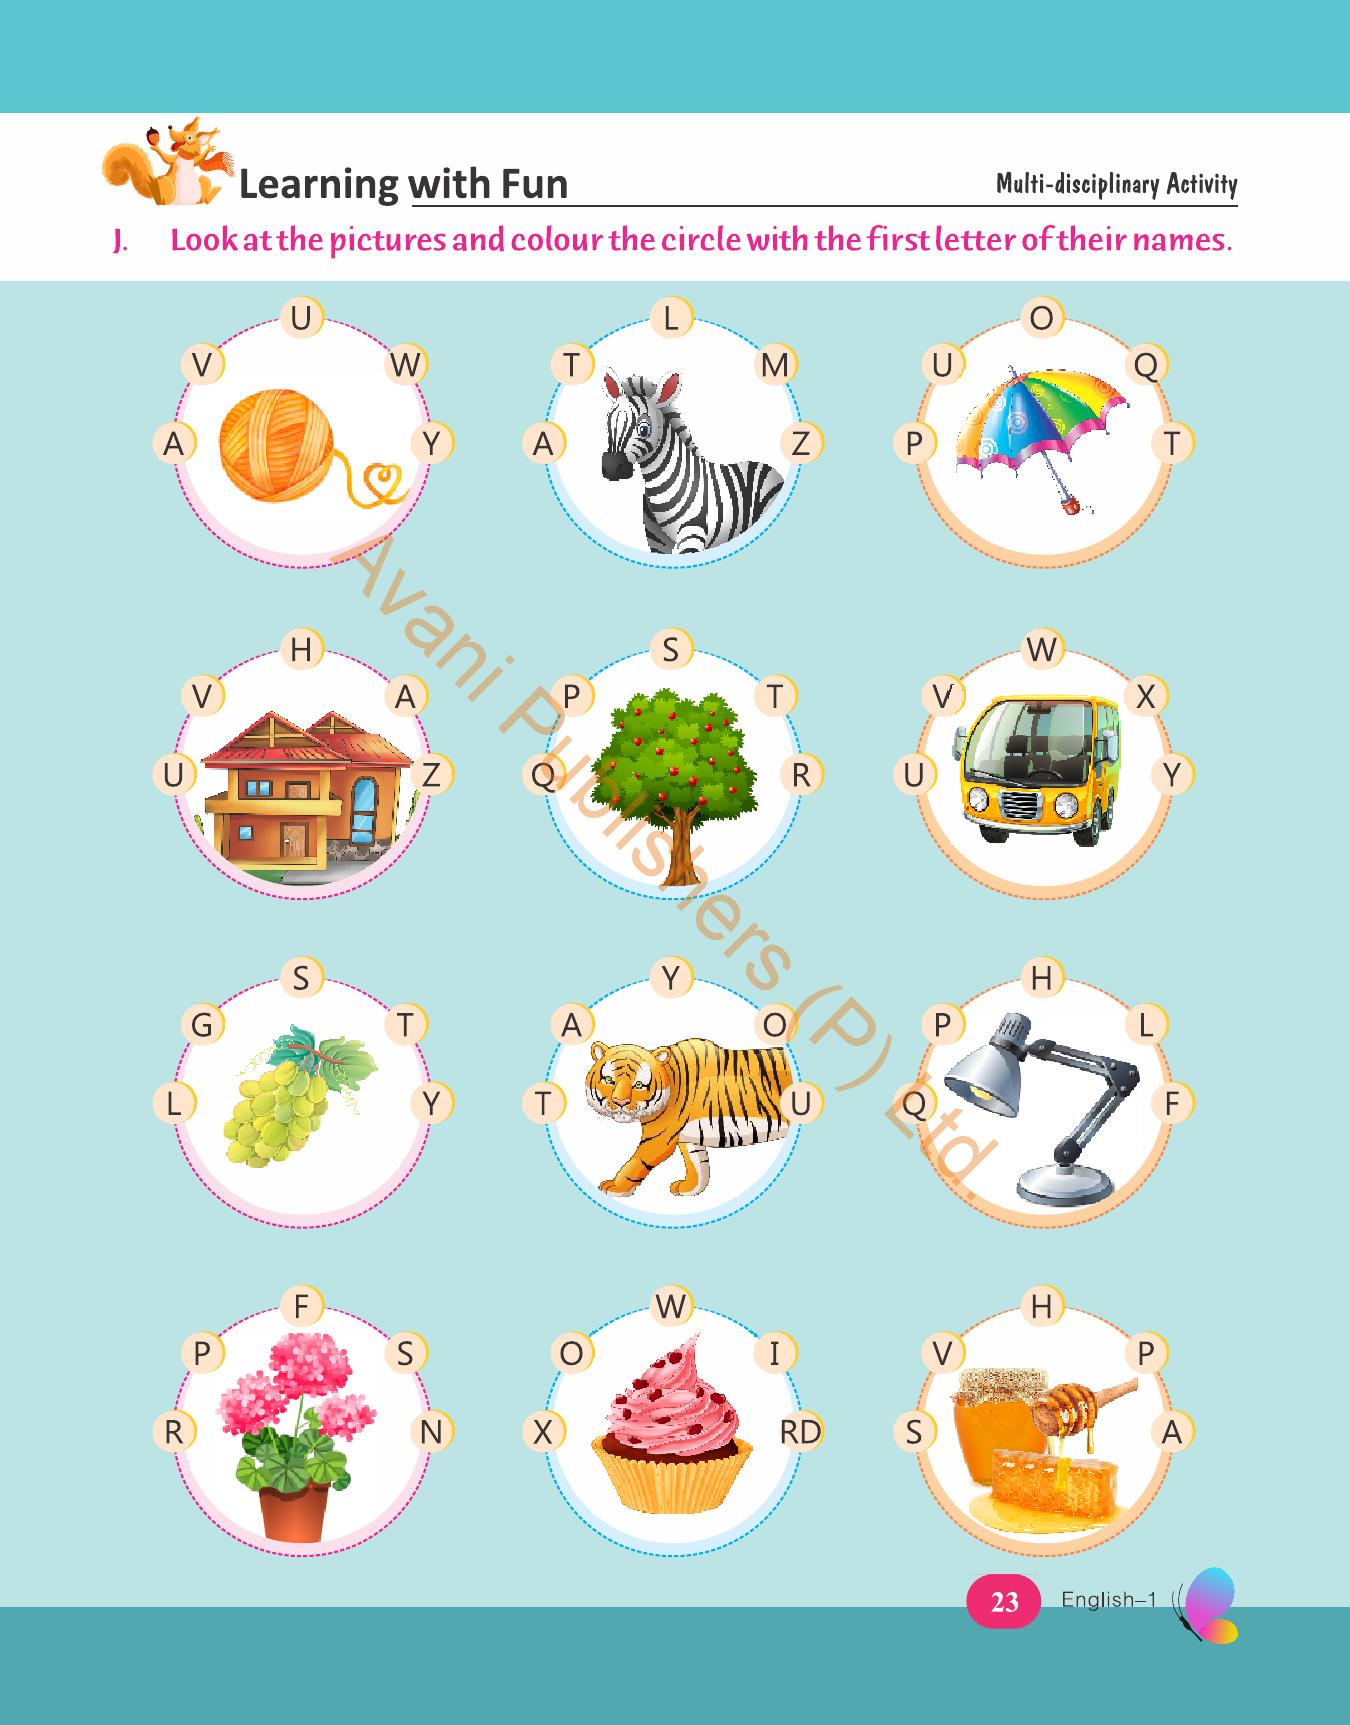 Learning with Fun
Multi-disciplinary Activity
J. Look at the pictures and colour the circle with the first letter of their names.
U L O
V W T M U Q
A Y A Z P T
H S W
V A P T V X
U Z Q R U Y
S Y H
G T A O P L
L Y T U Q F
F W H
P S O I V P
R N X RD S A
Avani Publishers (P) Ltd.
23 English–1